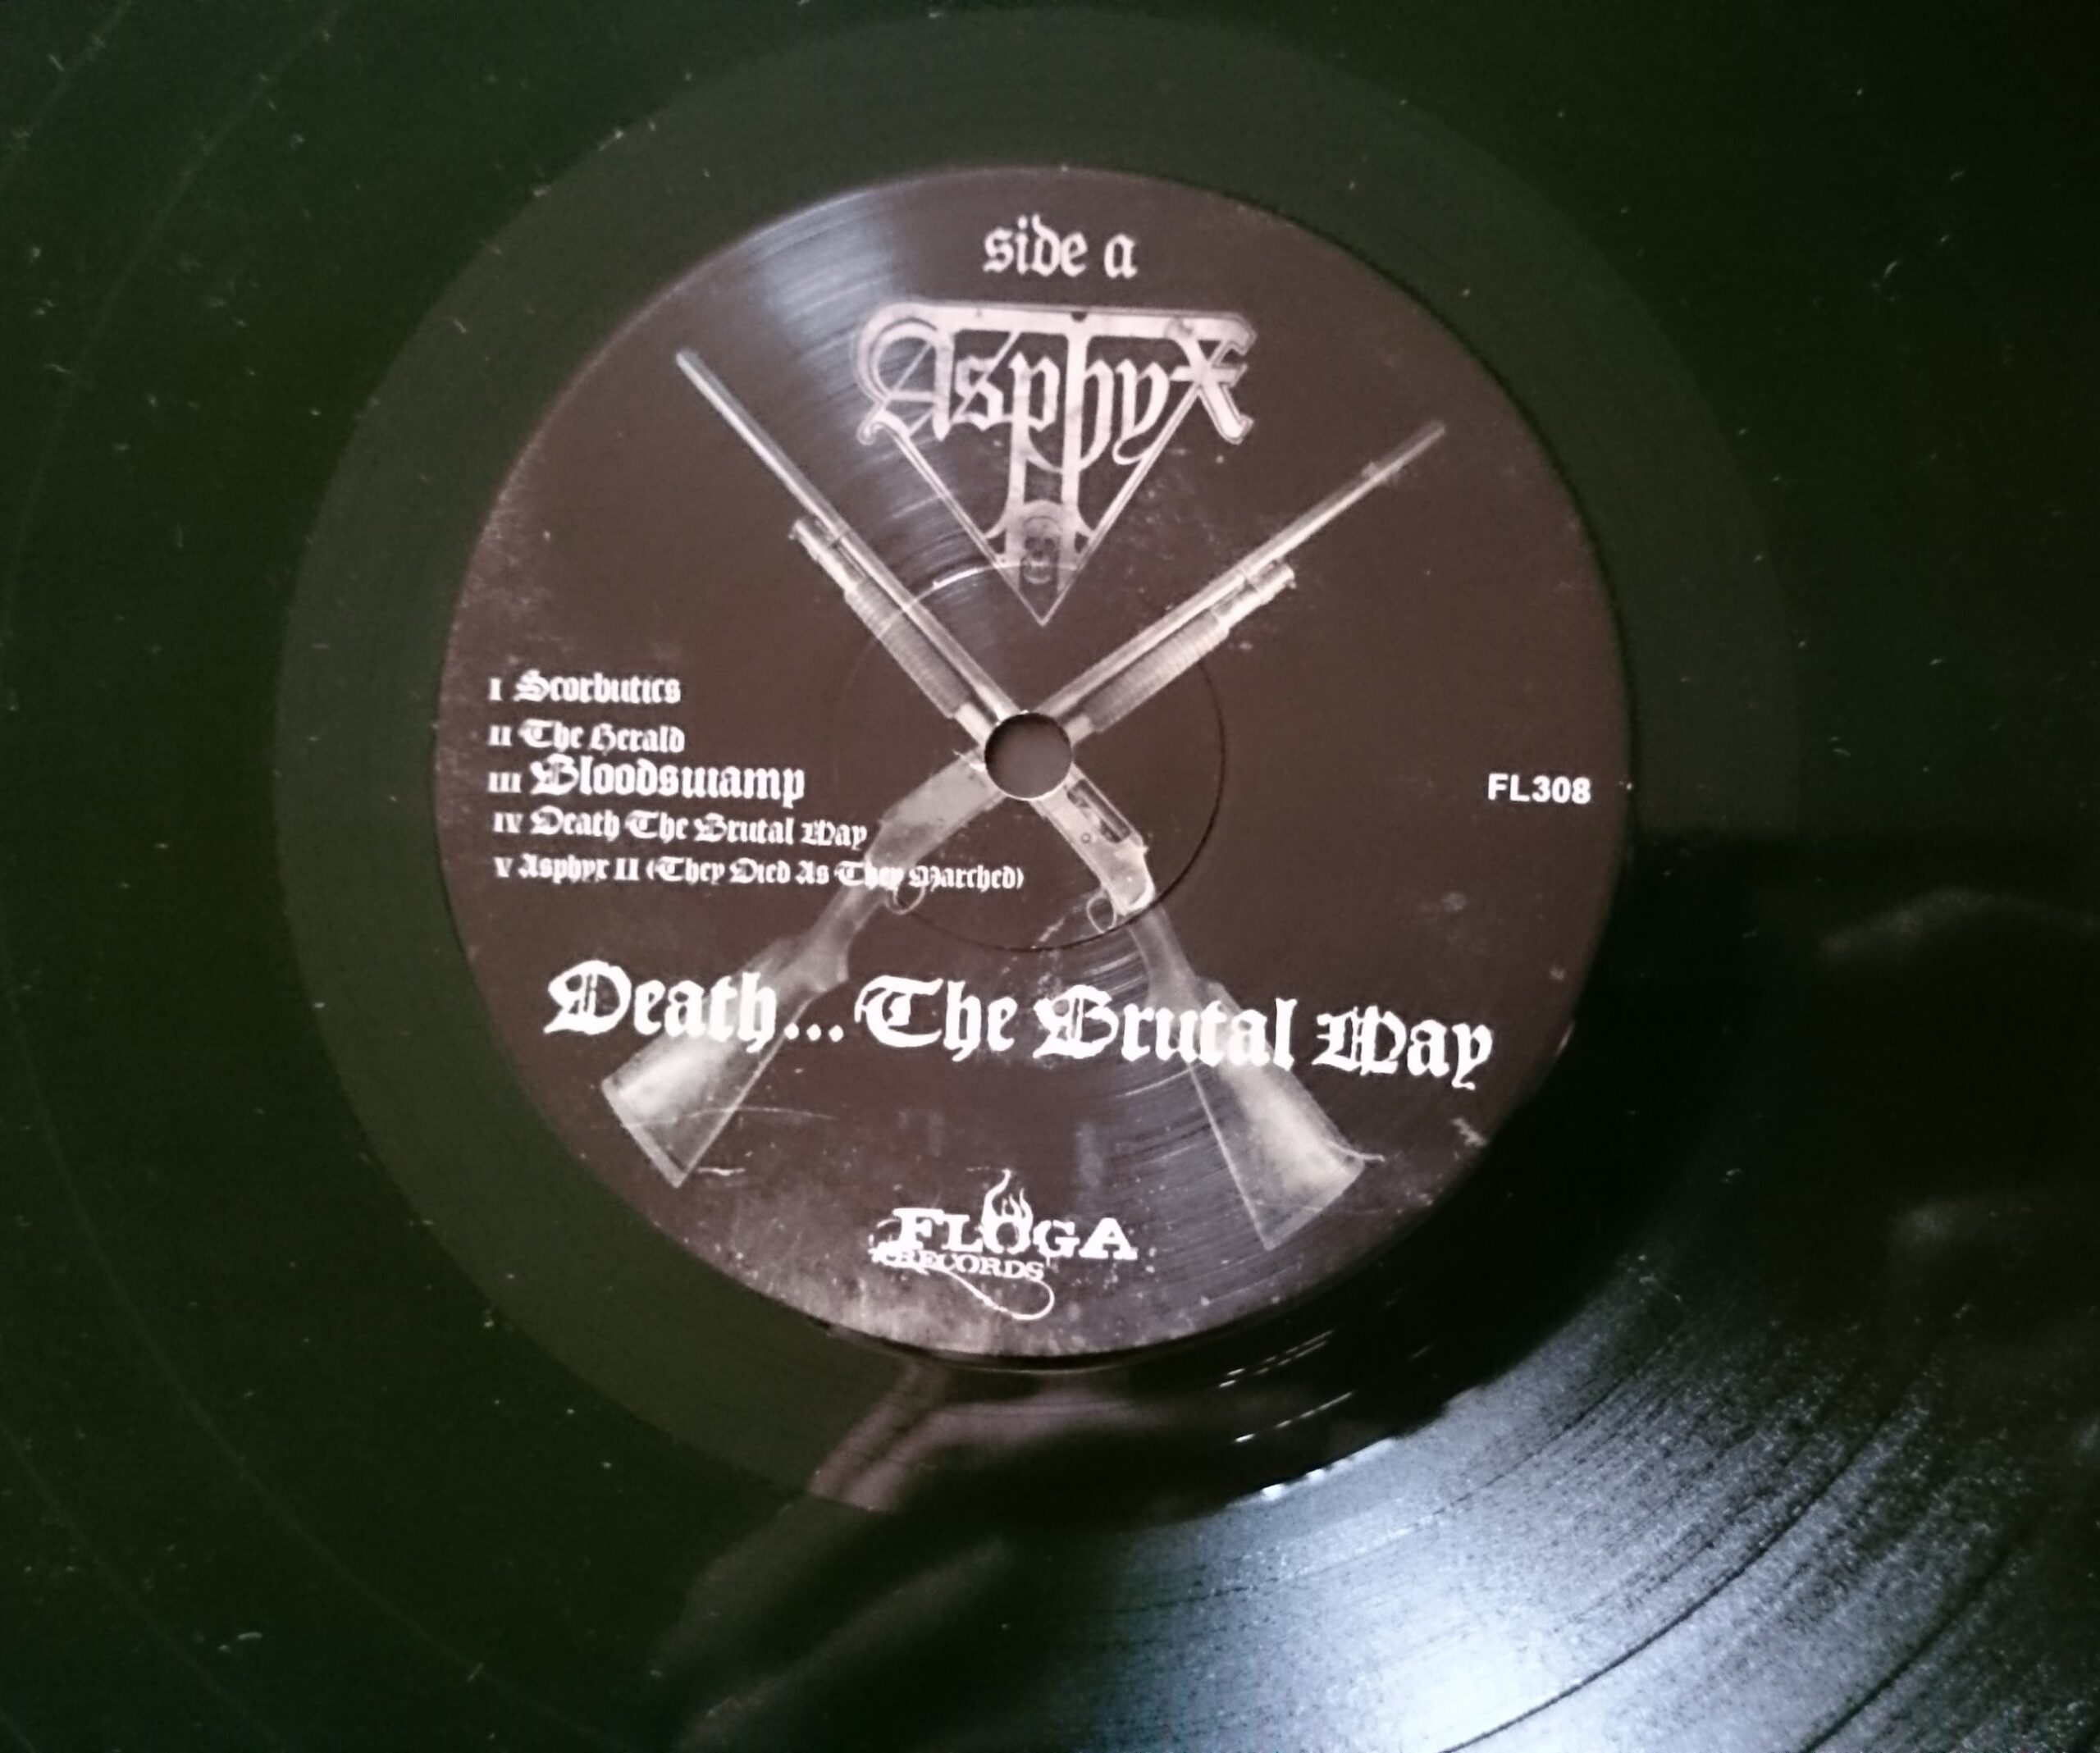 side a
Asphyx
I Scorbutics
II The Herald
III Bloodswamp
IV Death The Brutal Way
V Asphyx II (They Died As They Marched)
FL308
Death... The Brutal Way
FLOGA
RECORDS